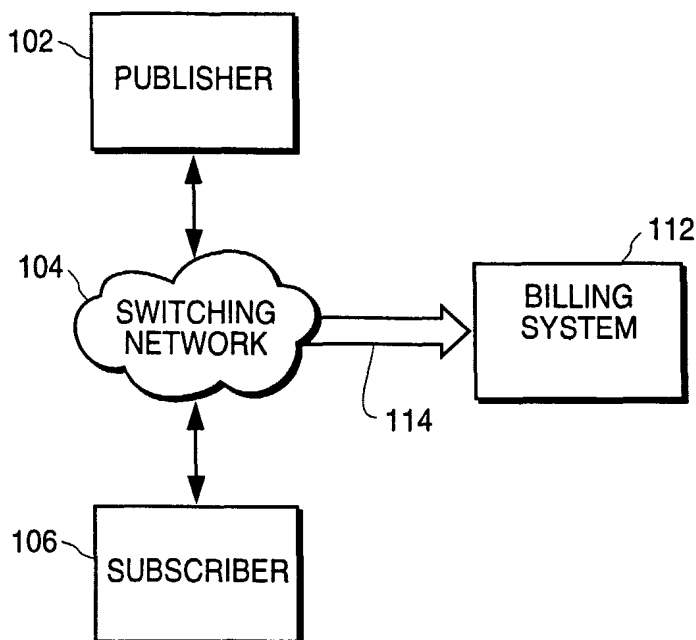 102
PUBLISHER
104
SWITCHING
NETWORK
112
BILLING
SYSTEM
114
106
SUBSCRIBER